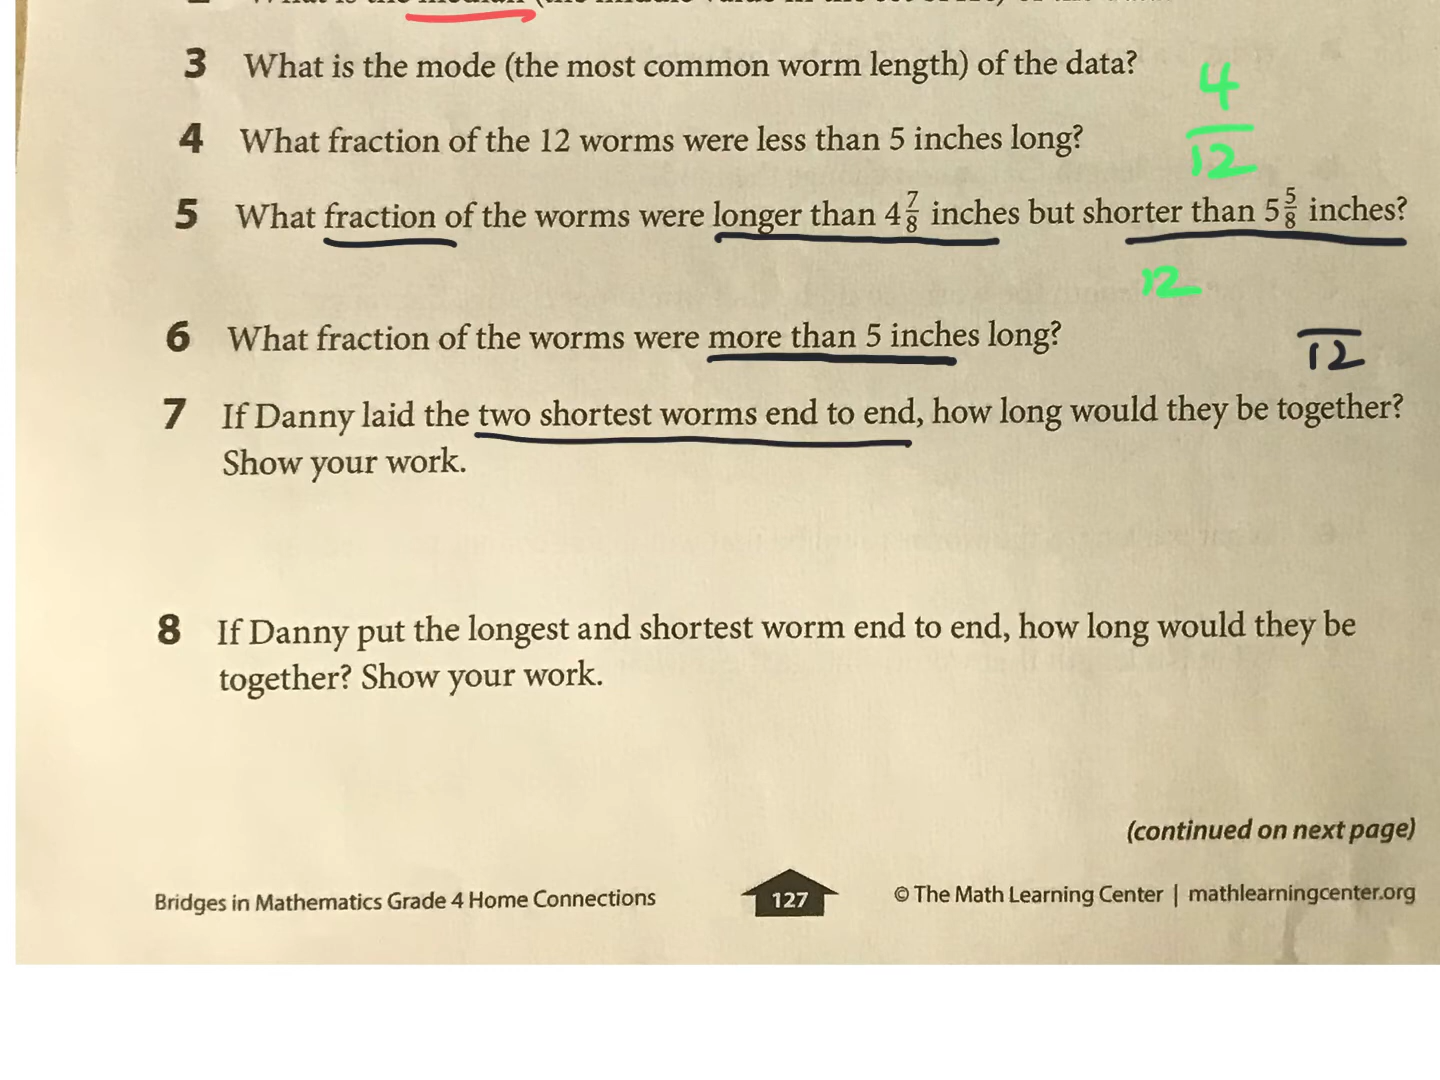 3 What is the mode (the most common worm length) of the data?
4 What fraction of the 12 worms were less than 5 inches long?
4
12
5 What fraction of the worms were longer than 4 7/8 inches but shorter than 5 5/8 inches?
12
6 What fraction of the worms were more than 5 inches long?
12
7 If Danny laid the two shortest worms end to end, how long would they be together?
Show your work.
8 If Danny put the longest and shortest worm end to end, how long would they be
together? Show your work.
(continued on next page)
Bridges in Mathematics Grade 4 Home Connections 127 © The Math Learning Center | mathlearningcenter.org